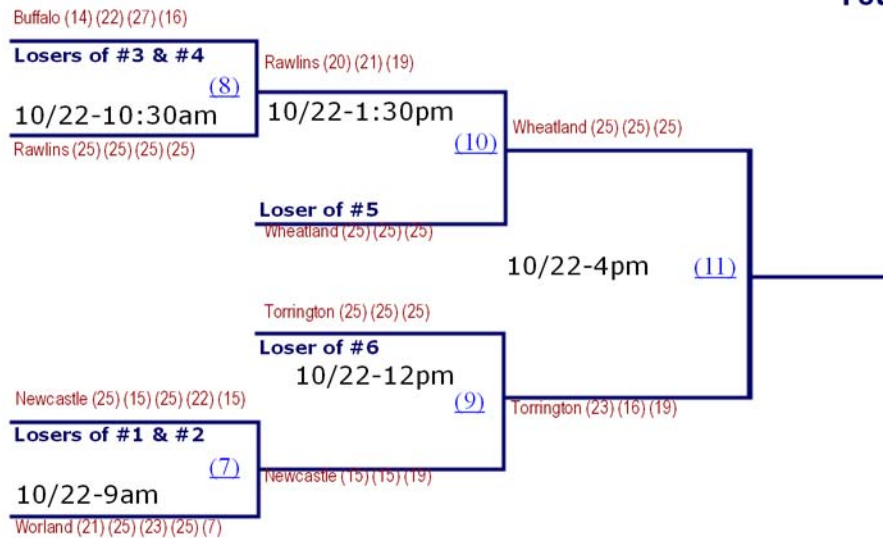 Buffalo (14) (22) (27) (16)
Losers of #3 & #4
(8)
10/22-10:30am
Rawlins (25) (25) (25) (25)
Rawlins (20) (21) (19)
10/22-1:30pm
(10)
Loser of #5
Wheatland (25) (25) (25)
Wheatland (25) (25) (25)
10/22-4pm
(11)
Torrington (25) (25) (25)
Loser of #6
10/22-12pm
(9)
Torrington (23) (16) (19)
Newcastle (25) (15) (25) (22) (15)
Losers of #1 & #2
(7)
Newcastle (15) (15) (19)
10/22-9am
Worland (21) (25) (23) (25) (7)